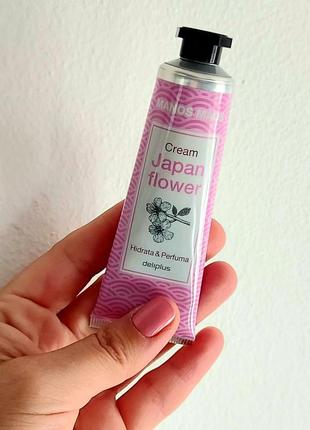 MANOS
Cream
Japan
flower
Hidrata & Perfuma
deliplus